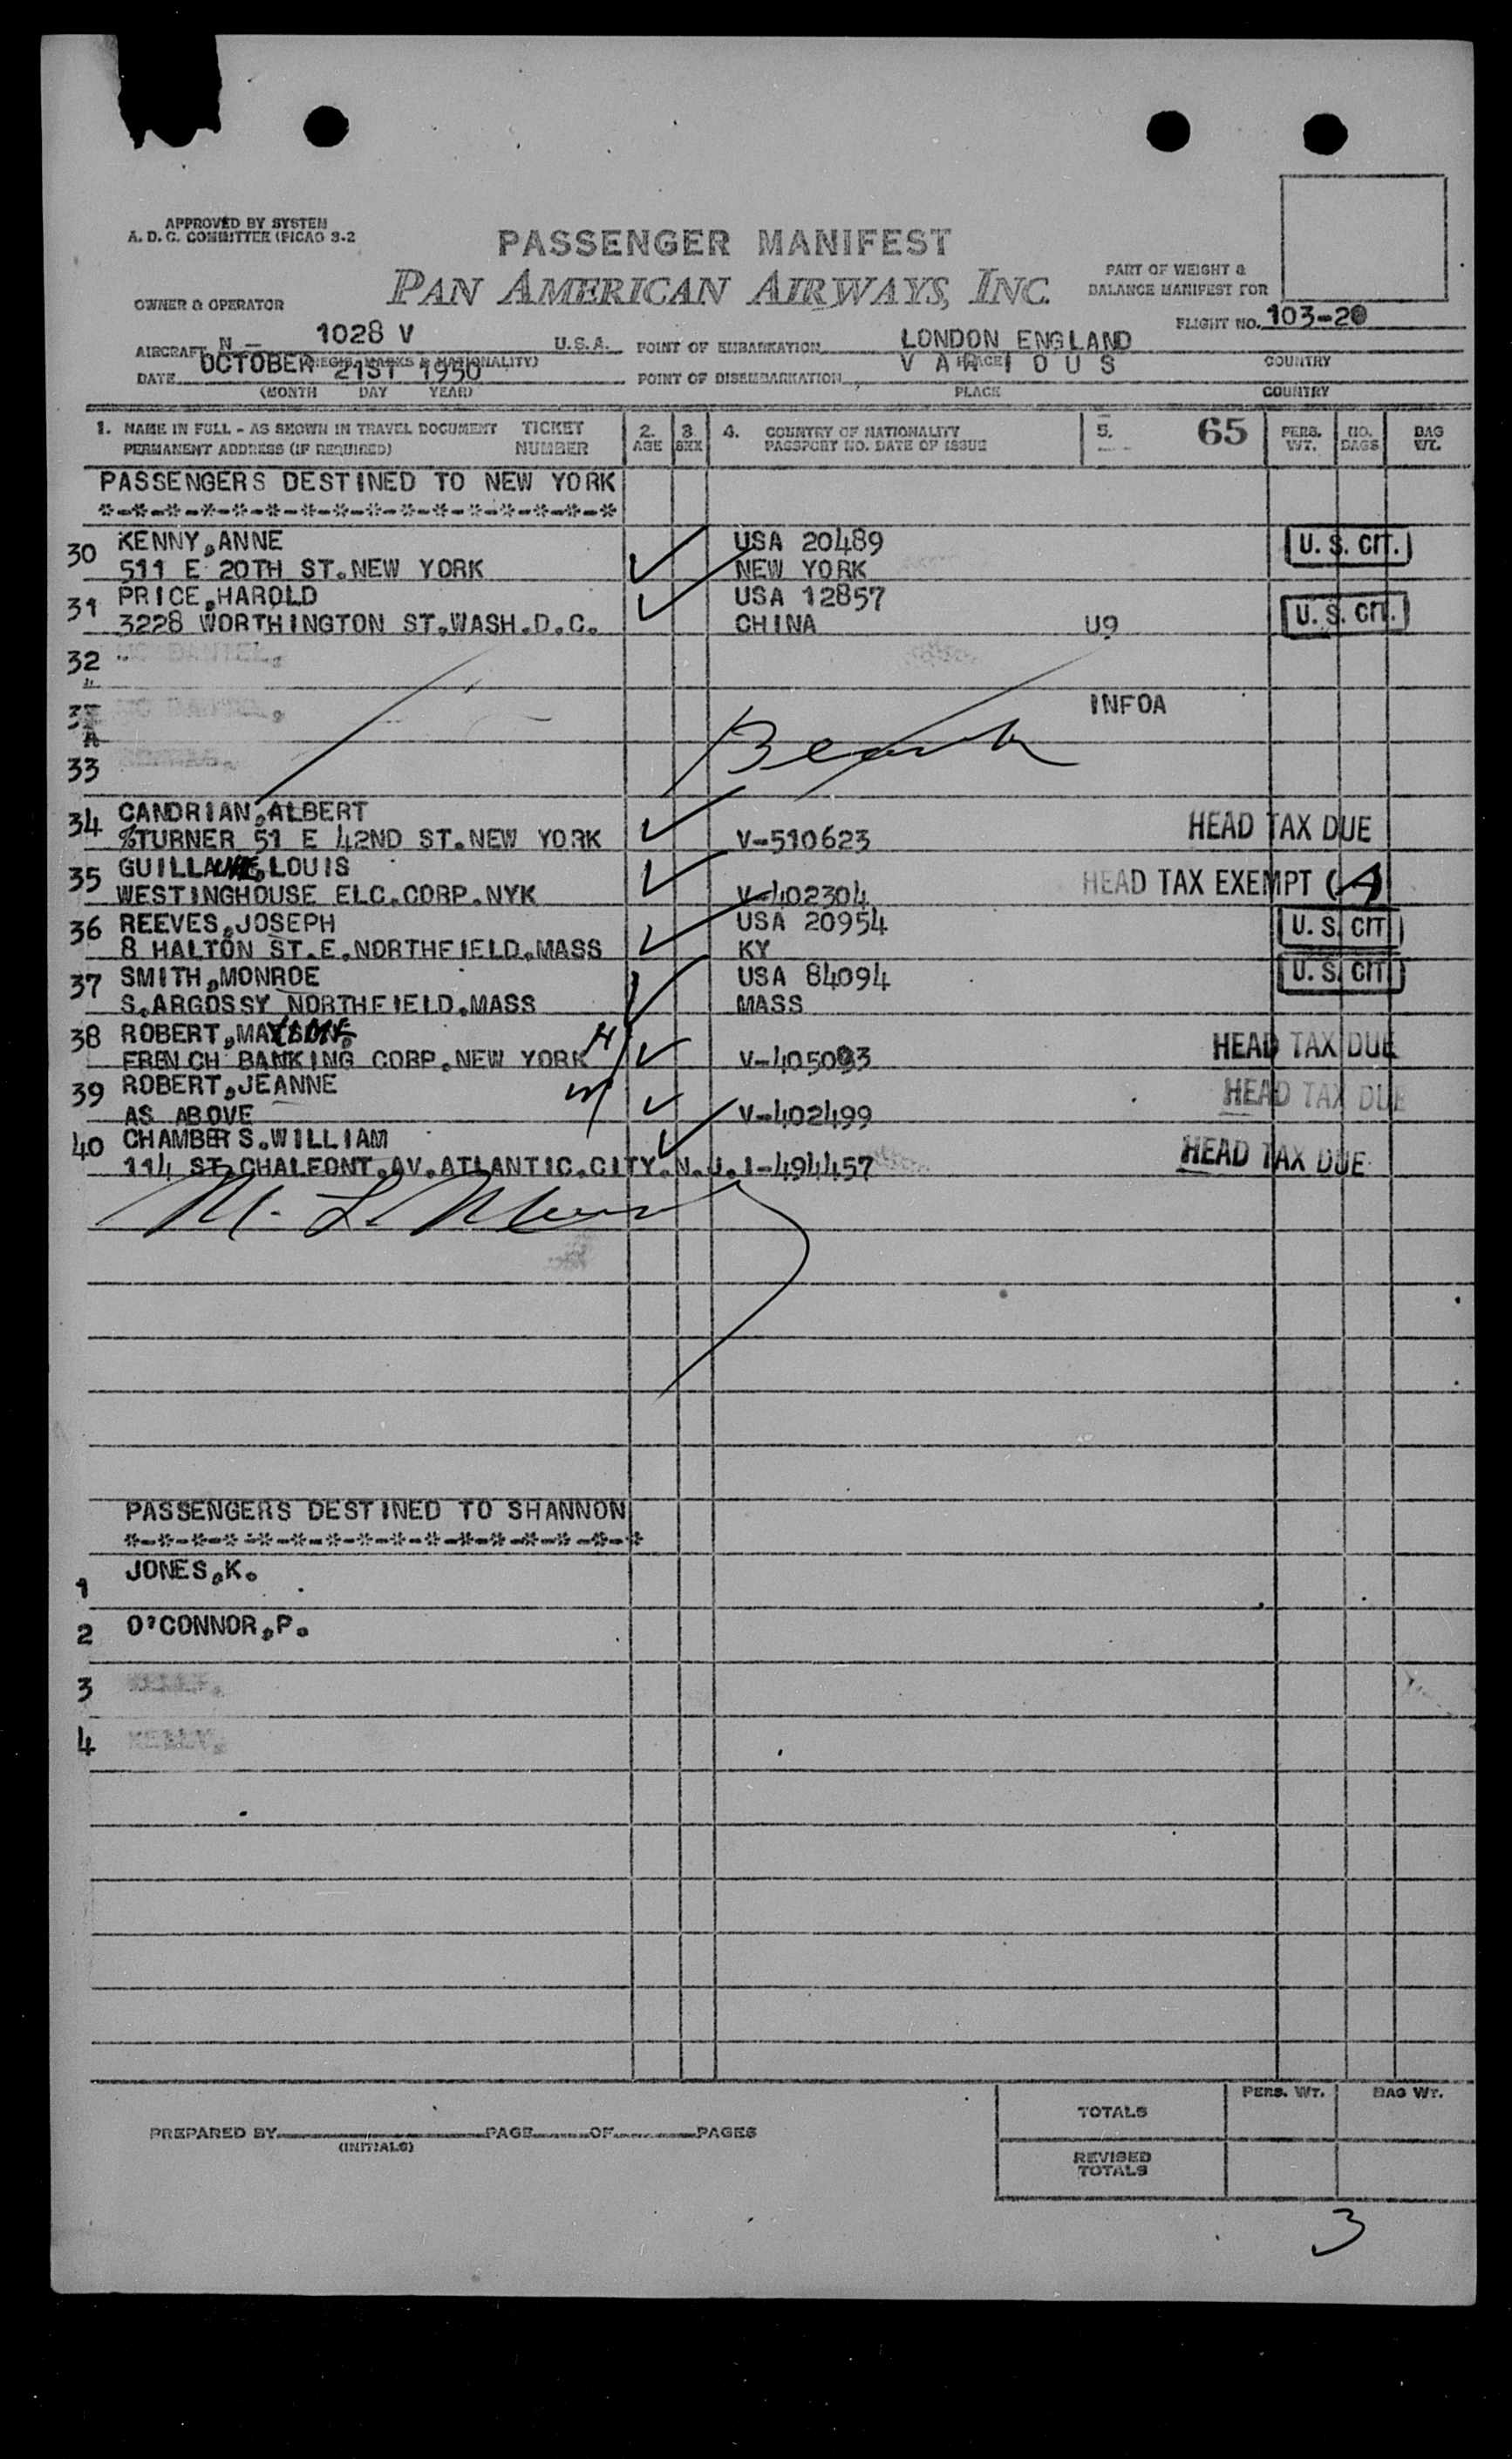 APPROVED BY SYSTEM
A. D. C. COMMITTEE (FICAO 3-2
PASSENGER MANIFEST
PAN AMERICAN AIRWAYS, INC.
PART OF WEIGHT &
BALANCE MANIFEST FOR
OWNER & OPERATOR
FLIGHT NO. 103-20
AIRCRAFT N - 1028 V U.S.A. POINT OF EMBARKATION LONDON ENGLAND
(REGIS. MARKS & NATIONALITY) (PLACE) COUNTRY
DATE OCTOBER 21ST 1950 POINT OF DISEMBARKATION V A R I O U S
(MONTH DAY YEAR) PLACE COUNTRY
1. NAME IN FULL - AS SHOWN IN TRAVEL DOCUMENT TICKET 2. 3. 4. COUNTRY OF NATIONALITY 5. 65 PERS. NO. BAG
PERMANENT ADDRESS (IF REQUIRED) NUMBER AGE SEX PASSPORT NO. DATE OF ISSUE WT. BAGS WT.
PASSENGERS DESTINED TO NEW YORK
*-*-*-*-*-*-*-*-*-*-*-*-*-*-*-*
30 KENNY,ANNE USA 20489 U. S. CIT.
511 E 20TH ST.NEW YORK NEW YORK
31 PRICE,HAROLD USA 12857 U. S. CIT.
3228 WORTHINGTON ST.WASH.D.C. CHINA U9
32
INFOA
A
33
34 CANDRIAN,ALBERT HEAD TAX DUE
%TURNER 51 E 42ND ST.NEW YORK V-510623
35 GUILLAUME,LOUIS HEAD TAX EXEMPT (A)
WESTINGHOUSE ELC.CORP.NYK V-402304
36 REEVES,JOSEPH USA 20954 U. S. CIT
8 HALTON ST.E.NORTHFIELD.MASS KY
37 SMITH,MONROE USA 84094 U. S. CIT
S.ARGOSSY NORTHFIELD.MASS MASS
38 ROBERT, H HEAD TAX DUE
FRENCH BANKING CORP.NEW YORK
39 ROBERT,JEANNE W HEAD TAX DUE
AS ABOVE V-402499
40 CHAMBERS.WILLIAM HEAD TAX DUE
114 ST CHALFONT.AV.ATLANTIC.CITY.N.J.I-494457
PASSENGERS DESTINED TO SHANNON
*-*-*-*-*-*-*-*-*-*-*-*-*-*-*-*
1 JONES,K.
2 O'CONNOR,P.
3
4 KELLY.
PREPARED BY PAGE OF PAGES
(INITIALS)
PERS. WT. BAG WT.
TOTALS
REVISED
TOTALS
3